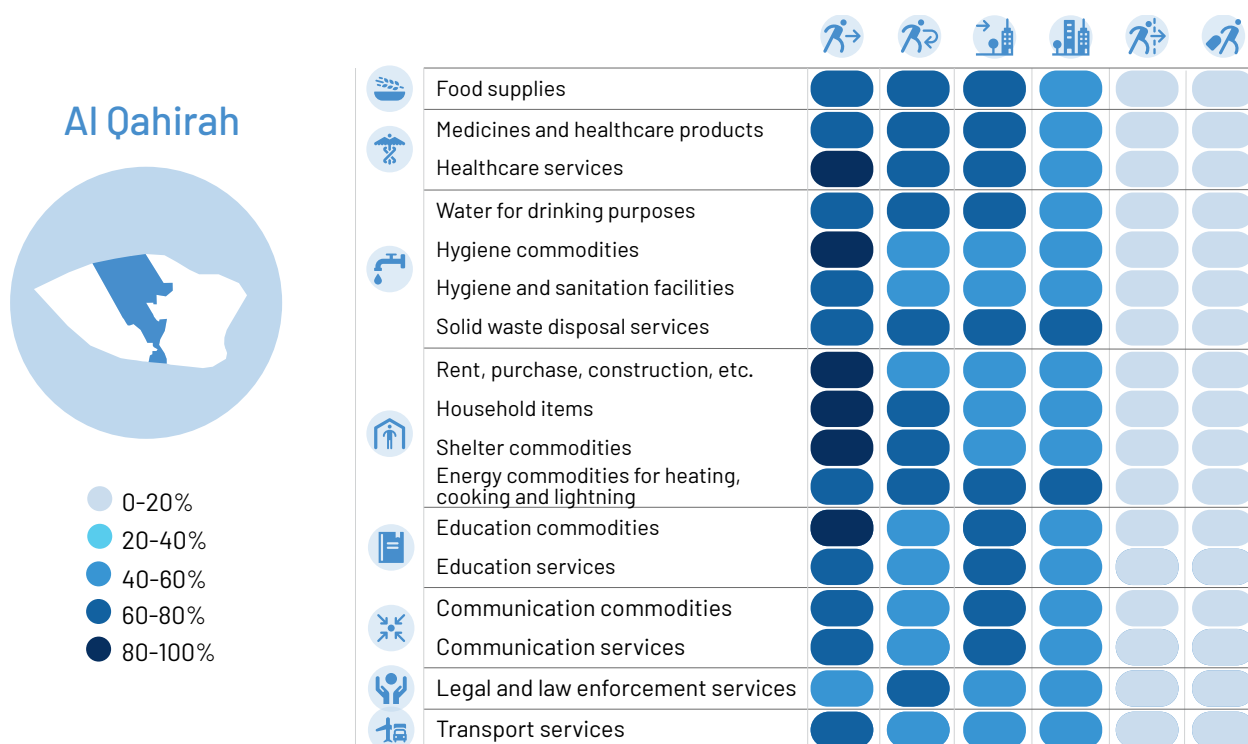 Al Qahirah
0-20%
20-40%
40-60%
60-80%
80-100%
Food supplies
Medicines and healthcare products
Healthcare services
Water for drinking purposes
Hygiene commodities
Hygiene and sanitation facilities
Solid waste disposal services
Rent, purchase, construction, etc.
Household items
Shelter commodities
Energy commodities for heating,
cooking and lightning
Education commodities
Education services
Communication commodities
Communication services
Legal and law enforcement services
Transport services